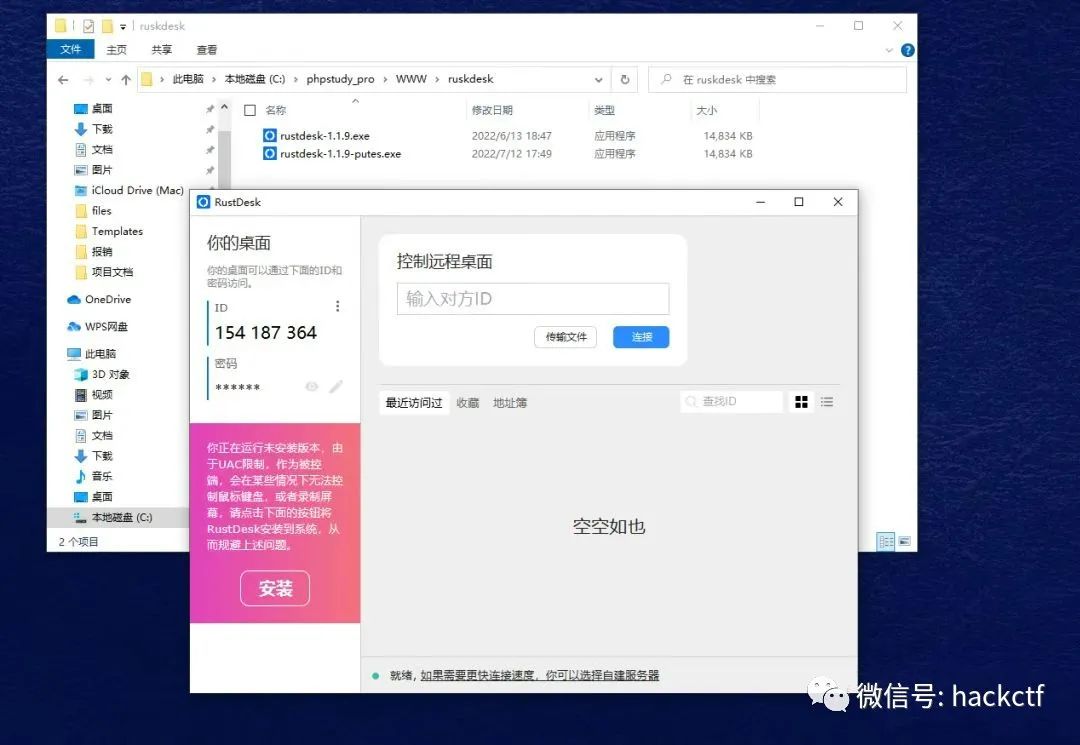 ruskdesk
文件 主页 共享 查看
此电脑 本地磁盘 (C:) phpstudy_pro WWW ruskdesk
在 ruskdesk 中搜索
名称 修改日期 类型 大小
rustdesk-1.1.9.exe 2022/6/13 18:47 应用程序 14,834 KB
rustdesk-1.1.9-putes.exe 2022/7/12 17:49 应用程序 14,834 KB
桌面
下载
文档
图片
iCloud Drive (Mac)
files
Templates
报销
项目文档
OneDrive
WPS网盘
此电脑
3D 对象
视频
图片
文档
下载
音乐
桌面
本地磁盘 (C:)
2 个项目
RustDesk
你的桌面
你的桌面可以通过下面的ID和
密码访问。
ID
154 187 364
密码
******
你正在运行未安装版本，由
于UAC限制，作为被控
端，会在某些情况下无法控
制鼠标键盘，或者录制屏
幕，请点击下面的按钮将
RustDesk安装到系统，从
而规避上述问题。
安装
控制远程桌面
输入对方ID
传输文件 连接
最近访问过 收藏 地址簿
查找ID
空空如也
就绪，如果需要更快连接速度，你可以选择自建服务器
微信号: hackctf